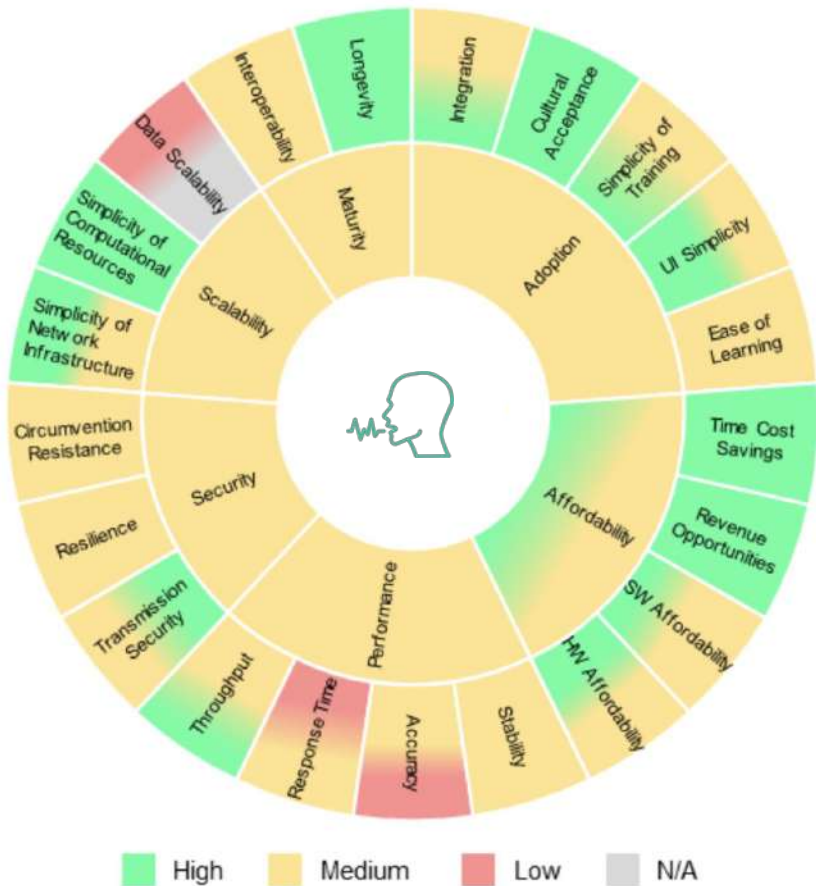 Longevity
Integration
Cultural
Acceptance
Simplicity of
Training
UI Simplicity
Ease of
Learning
Time Cost
Savings
Revenue
Opportunities
SW Affordability
HW Affordability
Stability
Accuracy
Response Time
Throughput
Transmission
Security
Resilience
Circumvention
Resistance
Simplicity of
Network
Infrastructure
Simplicity of
Computational
Resources
Data Scalability
Interoperability
Maturity
Adoption
Affordability
Performance
Security
Scalability
High
Medium
Low
N/A